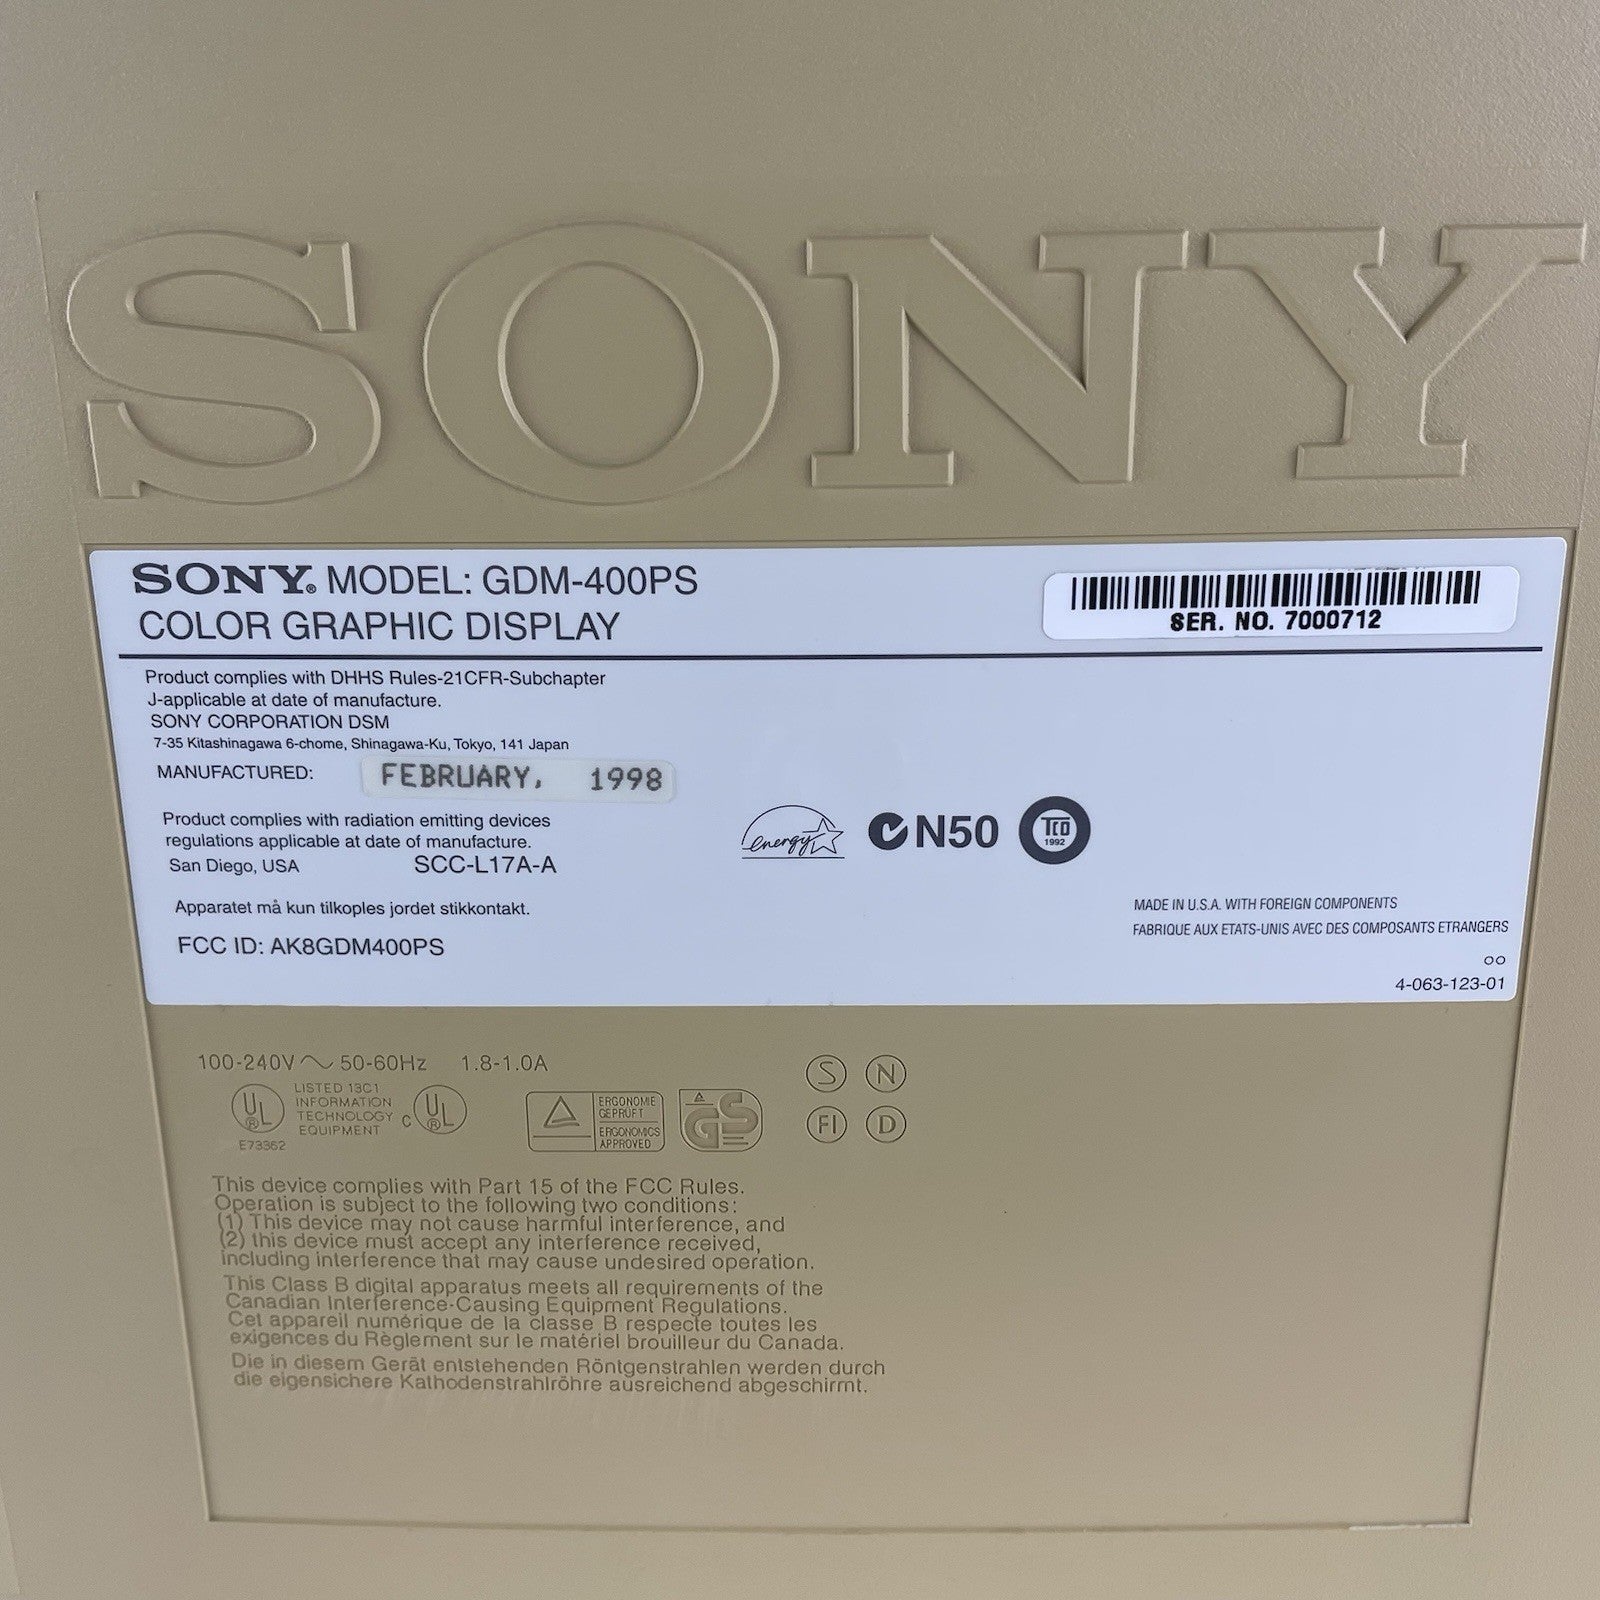 SONY
SONY® MODEL: GDM-400PS
COLOR GRAPHIC DISPLAY
SER. NO. 7000712
Product complies with DHHS Rules-21CFR-Subchapter
J-applicable at date of manufacture.
SONY CORPORATION DSM
7-35 Kitashinagawa 6-chome, Shinagawa-Ku, Tokyo, 141 Japan
MANUFACTURED: FEBRUARY, 1998
Product complies with radiation emitting devices
regulations applicable at date of manufacture.
San Diego, USA SCC-L17A-A
energy
N50
TCO
1992
Apparatet må kun tilkoples jordet stikkontakt.
FCC ID: AK8GDM400PS
MADE IN U.S.A. WITH FOREIGN COMPONENTS
FABRIQUE AUX ETATS-UNIS AVEC DES COMPOSANTS ETRANGERS
OO
4-063-123-01
100-240V ~ 50-60Hz 1.8-1.0A
UL®
LISTED 13C1
INFORMATION
TECHNOLOGY
EQUIPMENT
E73362
C UL®
ERGONOMIE
GEPRÜFT
ERGONOMICS
APPROVED
GS
S N
FI D
This device complies with Part 15 of the FCC Rules.
Operation is subject to the following two conditions:
(1) This device may not cause harmful interference, and
(2) this device must accept any interference received,
including interference that may cause undesired operation.
This Class B digital apparatus meets all requirements of the
Canadian Interference-Causing Equipment Regulations.
Cet appareil numérique de la classe B respecte toutes les
exigences du Règlement sur le matériel brouilleur du Canada.
Die in diesem Gerät entstehenden Röntgenstrahlen werden durch
die eigensichere Kathodenstrahlröhre ausreichend abgeschirmt.